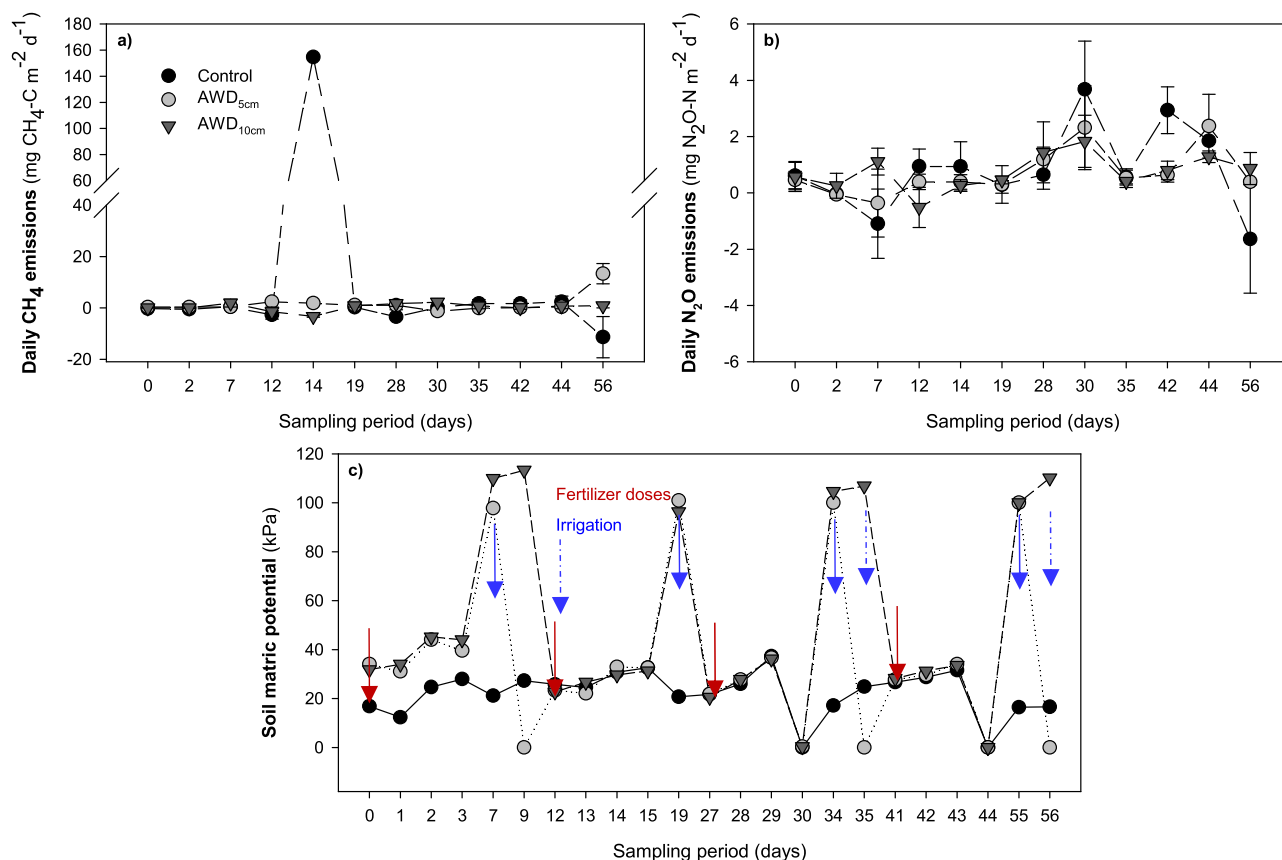 a)
Daily CH4 emissions (mg CH4-C m-2 d-1)
180
160
140
120
100
80
60
40
20
0
-20
Control
AWD5cm
AWD10cm
0 2 7 12 14 19 28 30 35 42 44 56
Sampling period (days)
b)
Daily N2O emissions (mg N2O-N m-2 d-1)
6
4
2
0
-2
-4
-6
0 2 7 12 14 19 28 30 35 42 44 56
Sampling period (days)
c)
Soil matric potential (kPa)
120
100
80
60
40
20
0
Fertilizer doses
Irrigation
0 1 2 3 7 9 12 13 14 15 19 27 28 29 30 34 35 41 42 43 44 55 56
Sampling period (days)